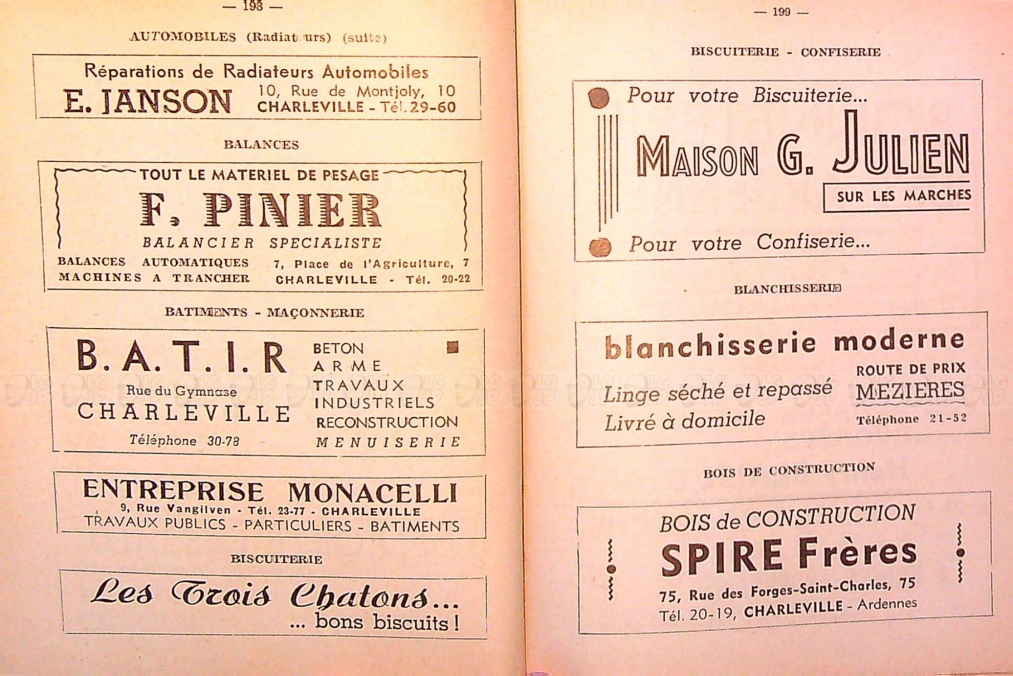 — 198 —
AUTOMOBILES (Radiateurs) (suite)
Réparations de Radiateurs Automobiles
E. JANSON
10, Rue de Montjoly, 10
CHARLEVILLE - Tél. 29-60
BALANCES
TOUT LE MATERIEL DE PESAGE
F. PINIER
BALANCIER SPECIALISTE
BALANCES AUTOMATIQUES
MACHINES A TRANCHER
7, Place de l'Agriculture, 7
CHARLEVILLE - Tél. 20-22
BATIMENTS - MAÇONNERIE
B.A.T.I.R
Rue du Gymnase
CHARLEVILLE
Téléphone 30-78
BETON
ARME
TRAVAUX
INDUSTRIELS
RECONSTRUCTION
MENUISERIE
ENTREPRISE MONACELLI
9, Rue Vangilven - Tél. 23-77 - CHARLEVILLE
TRAVAUX PUBLICS - PARTICULIERS - BATIMENTS
BISCUITERIE
Les Trois Chatons...
... bons biscuits !
— 199 —
BISCUITERIE - CONFISERIE
Pour votre Biscuiterie...
MAISON G. JULIEN
SUR LES MARCHES
Pour votre Confiserie...
BLANCHISSERIE
blanchisserie moderne
Linge séché et repassé
Livré à domicile
ROUTE DE PRIX
MEZIERES
Téléphone 21-52
BOIS DE CONSTRUCTION
BOIS de CONSTRUCTION
SPIRE Frères
75, Rue des Forges-Saint-Charles, 75
Tél. 20-19, CHARLEVILLE - Ardennes